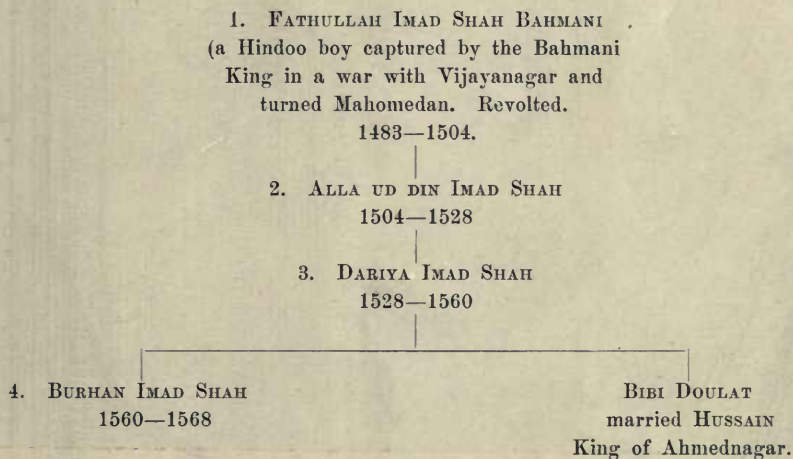 1. FATHULLAH IMAD SHAH BAHMANI
(a Hindoo boy captured by the Bahmani
King in a war with Vijayanagar and
turned Mahomedan. Revolted.
1483—1504.
2. ALLA UD DIN IMAD SHAH
1504—1528
3. DARIYA IMAD SHAH
1528—1560
4. BURHAN IMAD SHAH
1560—1568
BIBI DOULAT
married HUSSAIN
King of Ahmednagar.